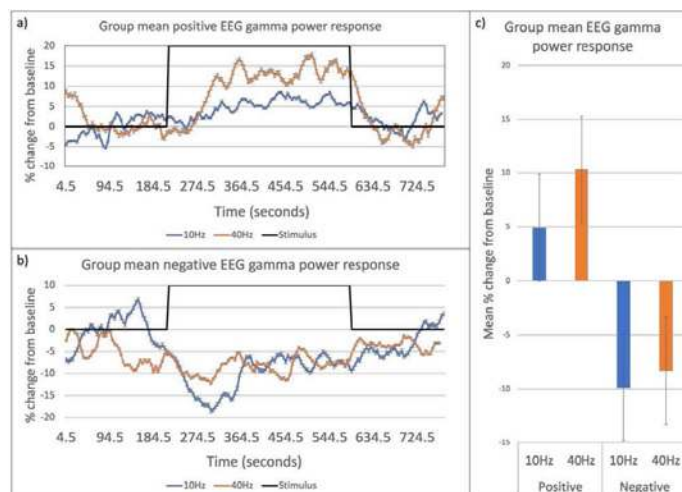 a)
Group mean positive EEG gamma power response
% change from baseline
20
15
10
5
0
-5
-10
4.5 94.5 184.5 274.5 364.5 454.5 544.5 634.5 724.5
Time (seconds)
10Hz 40Hz Stimulus
b)
Group mean negative EEG gamma power response
% change from baseline
20
15
10
5
0
-5
-10
-15
-20
4.5 94.5 184.5 274.5 364.5 454.5 544.5 634.5 724.5
Time (seconds)
10Hz 40Hz Stimulus
c)
Group mean EEG gamma
power response
Mean % change from baseline
20
15
10
5
0
-5
-10
-15
10Hz 40Hz 10Hz 40Hz
Positive Negative